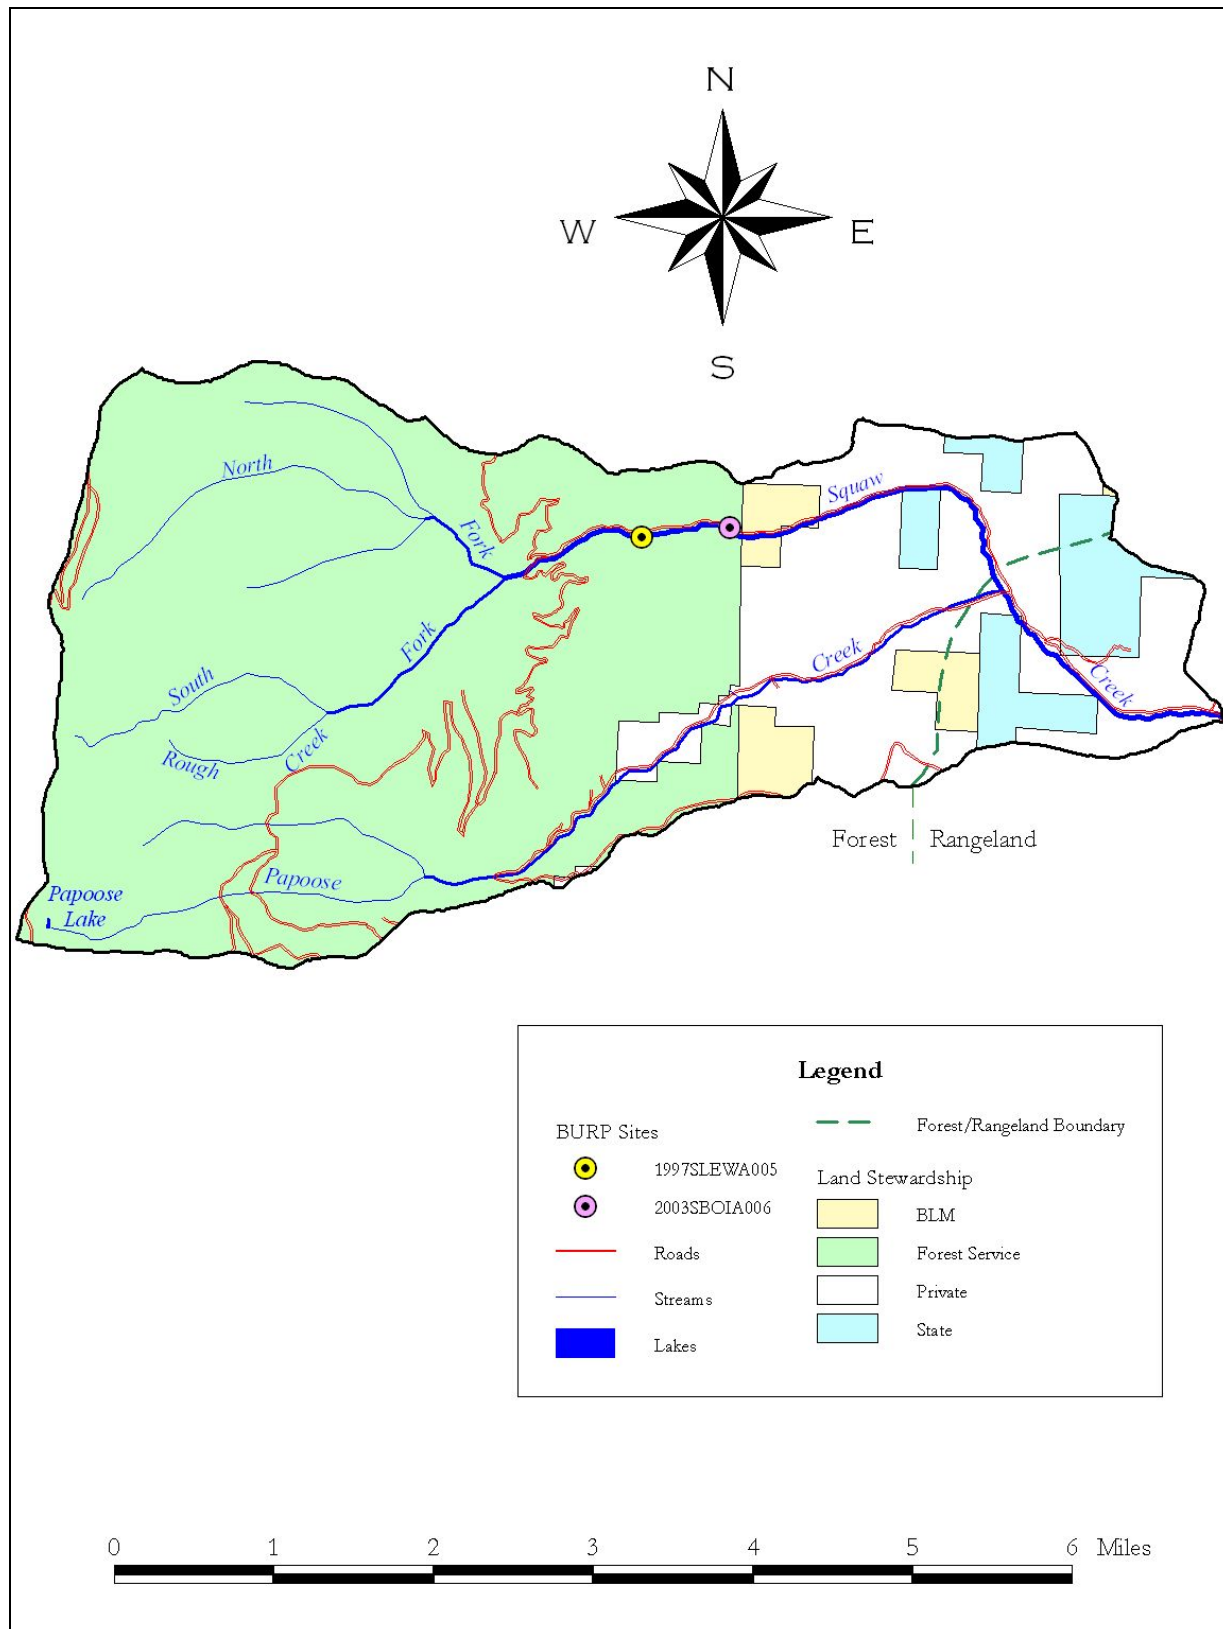 N
W
E
S
North
Fork
Squaw
Fork
South
Creek
Rough
Creek
Creek
Papoose
Papoose
Lake
Forest
Rangeland
Legend
BURP Sites
1997SLEWA005
2003SBOIA006
Roads
Streams
Lakes
Forest/Rangeland Boundary
Land Stewardship
BLM
Forest Service
Private
State
0 1 2 3 4 5 6 Miles